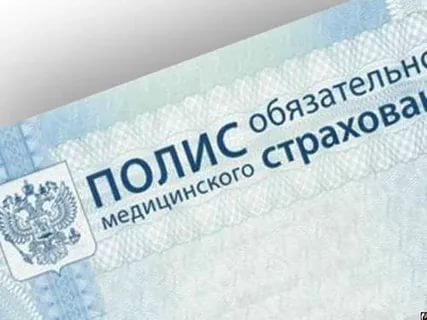 ПОЛИС обязательно
медицинского страхован